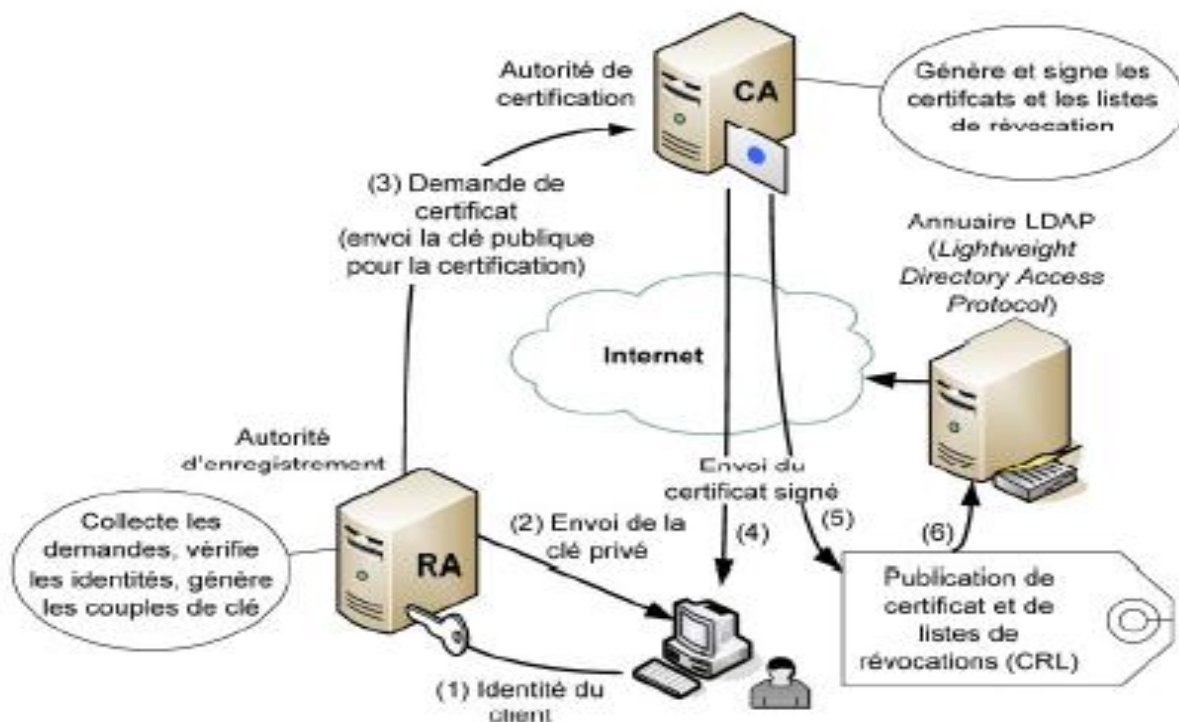 Autorité de
certification
CA
Génère et signe les
certifcats et les listes
de révocation
(3) Demande de
certificat
(envoi la clé publique
pour la certification)
Annuaire LDAP
(Lightweight
Directory Access
Protocol)
Internet
Autorité
d'enregistrement
Collecte les
demandes, vérifie
les identités, génère
les couples de clé
RA
(2) Envoi de la
clé privé
Envoi du
certificat signé
(4)
(5)
(6)
Publication de
certificat et de
listes de
révocations (CRL)
(1) Identité du
client